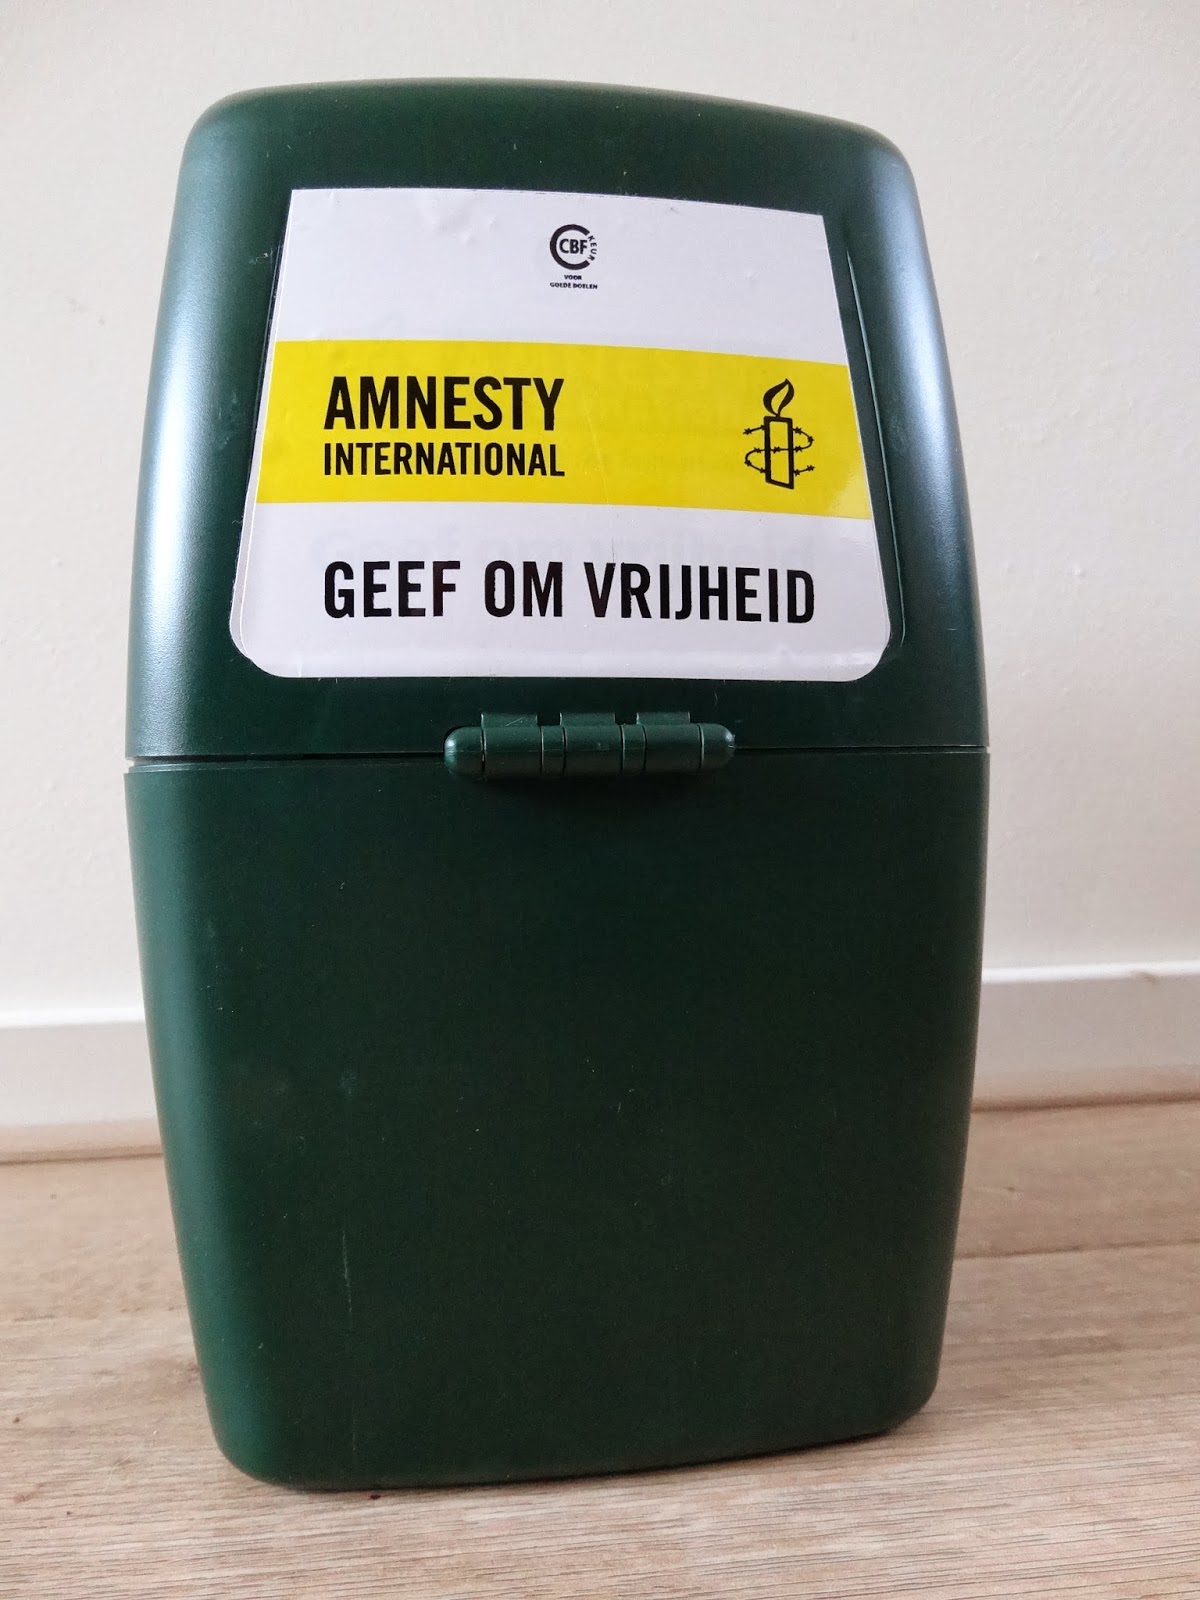 CBF
KEUR
VOOR
GOEDE DOELEN
AMNESTY
INTERNATIONAL
GEEF OM VRIJHEID